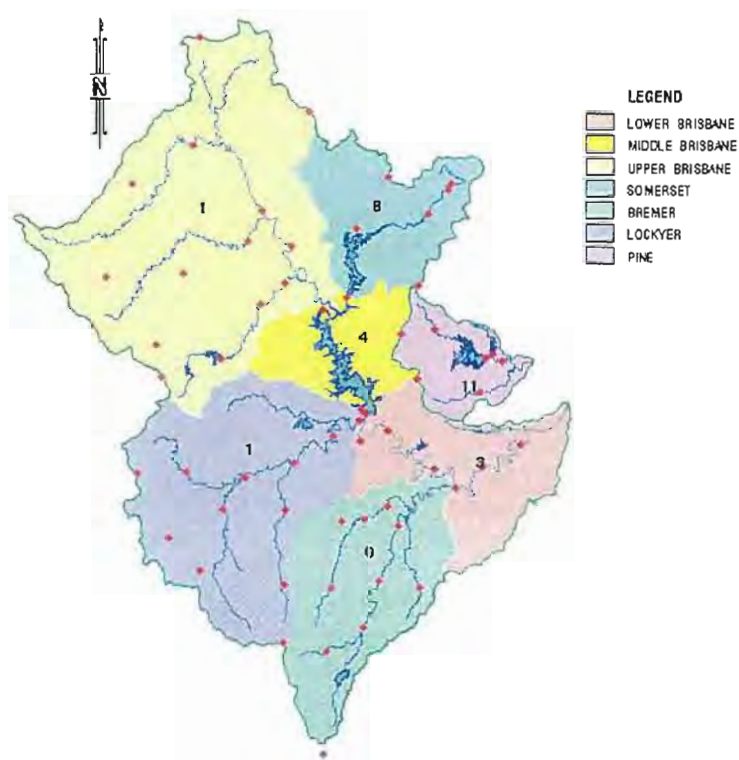 N
LEGEND
LOWER BRISBANE
MIDDLE BRISBANE
UPPER BRISBANE
SOMERSET
BREMER
LOCKYER
PINE
1
8
4
11
1
3
0